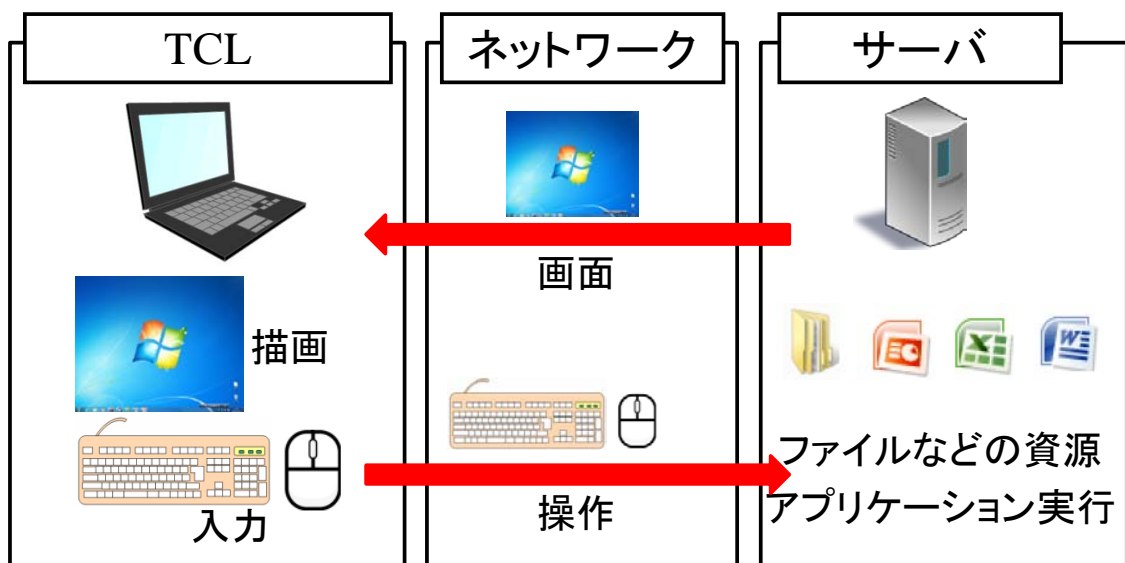 TCL
ネットワーク
サーバ
画面
描画
入力
操作
ファイルなどの資源
アプリケーション実行